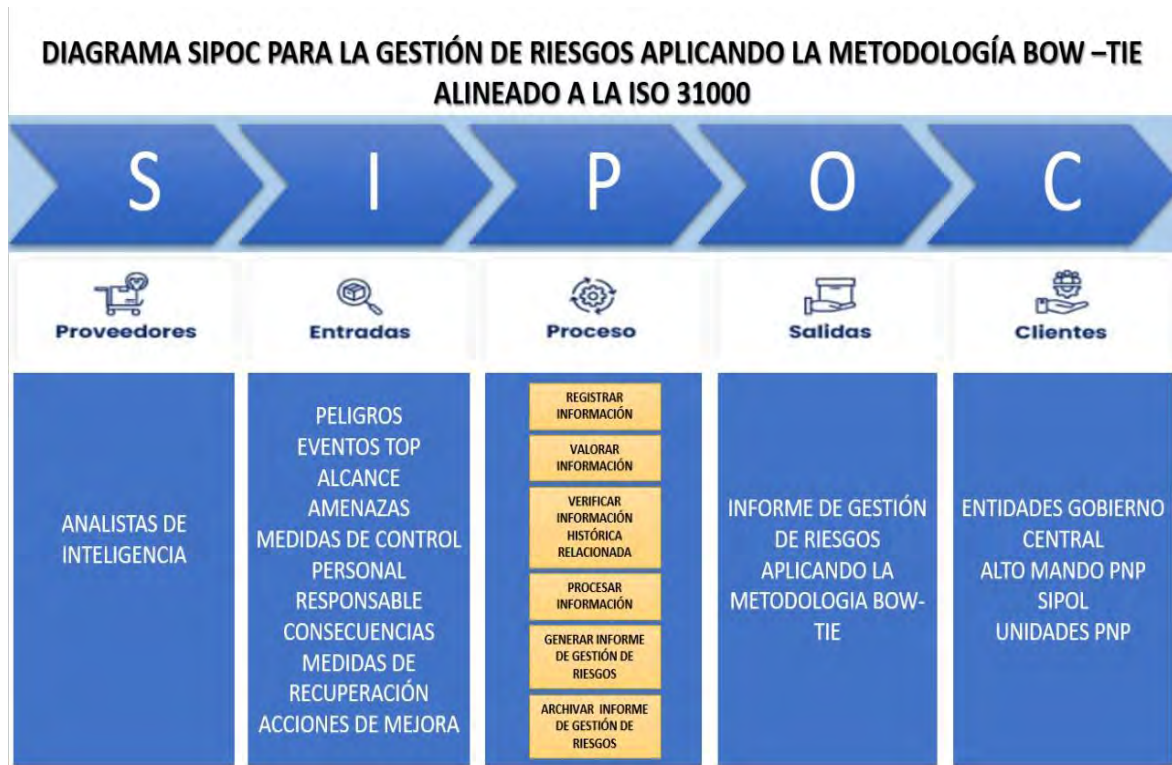 DIAGRAMA SIPOC PARA LA GESTIÓN DE RIESGOS APLICANDO LA METODOLOGÍA BOW –TIE
ALINEADO A LA ISO 31000
S
I
P
O
C
Proveedores
Entradas
Proceso
Salidas
Clientes
ANALISTAS DE
INTELIGENCIA
PELIGROS
EVENTOS TOP
ALCANCE
AMENAZAS
MEDIDAS DE CONTROL
PERSONAL
RESPONSABLE
CONSECUENCIAS
MEDIDAS DE
RECUPERACIÓN
ACCIONES DE MEJORA
REGISTRAR
INFORMACIÓN
VALORAR
INFORMACIÓN
VERIFICAR
INFORMACIÓN
HISTÓRICA
RELACIONADA
PROCESAR
INFORMACIÓN
GENERAR INFORME
DE GESTIÓN DE
RIESGOS
ARCHIVAR INFORME
DE GESTIÓN DE
RIESGOS
INFORME DE GESTIÓN
DE RIESGOS
APLICANDO LA
METODOLOGIA BOW-
TIE
ENTIDADES GOBIERNO
CENTRAL
ALTO MANDO PNP
SIPOL
UNIDADES PNP